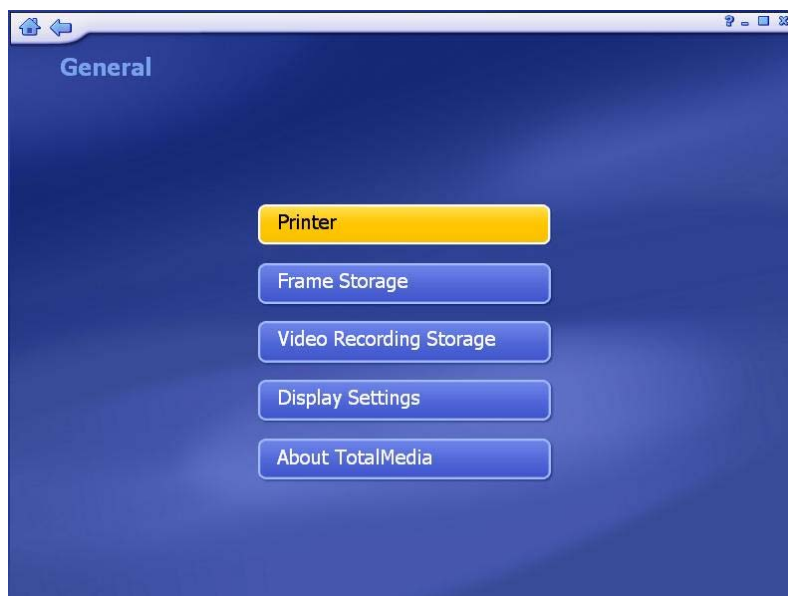 General
Printer
Frame Storage
Video Recording Storage
Display Settings
About TotalMedia